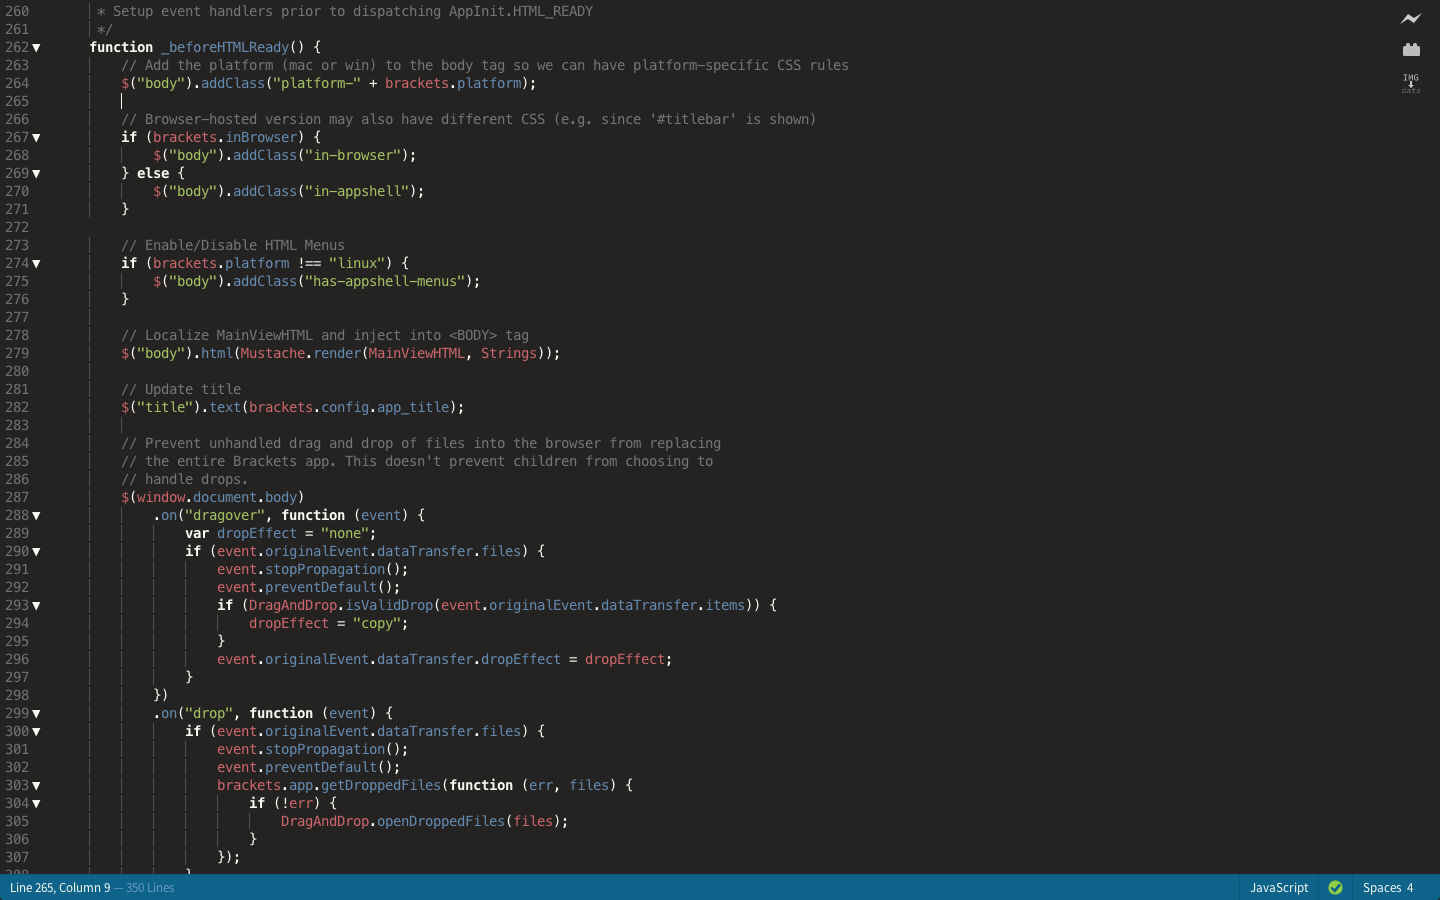 260 * Setup event handlers prior to dispatching AppInit.HTML_READY
261 */
262▼ function _beforeHTMLReady() {
263 // Add the platform (mac or win) to the body tag so we can have platform-specific CSS rules
264 $("body").addClass("platform-" + brackets.platform);
265
266 // Browser-hosted version may also have different CSS (e.g. since '#titlebar' is shown)
267▼ if (brackets.inBrowser) {
268 $("body").addClass("in-browser");
269▼ } else {
270 $("body").addClass("in-appshell");
271 }
272
273 // Enable/Disable HTML Menus
274▼ if (brackets.platform !== "linux") {
275 $("body").addClass("has-appshell-menus");
276 }
277
278 // Localize MainViewHTML and inject into <BODY> tag
279 $("body").html(Mustache.render(MainViewHTML, Strings));
280
281 // Update title
282 $("title").text(brackets.config.app_title);
283
284 // Prevent unhandled drag and drop of files into the browser from replacing
285 // the entire Brackets app. This doesn't prevent children from choosing to
286 // handle drops.
287 $(window.document.body)
288▼ .on("dragover", function (event) {
289 var dropEffect = "none";
290▼ if (event.originalEvent.dataTransfer.files) {
291 event.stopPropagation();
292 event.preventDefault();
293▼ if (DragAndDrop.isValidDrop(event.originalEvent.dataTransfer.items)) {
294 dropEffect = "copy";
295 }
296 event.originalEvent.dataTransfer.dropEffect = dropEffect;
297 }
298 })
299▼ .on("drop", function (event) {
300▼ if (event.originalEvent.dataTransfer.files) {
301 event.stopPropagation();
302 event.preventDefault();
303▼ brackets.app.getDroppedFiles(function (err, files) {
304▼ if (!err) {
305 DragAndDrop.openDroppedFiles(files);
306 }
307 });
308 }
IMG
data
Line 265, Column 9 — 350 Lines
JavaScript
Spaces 4